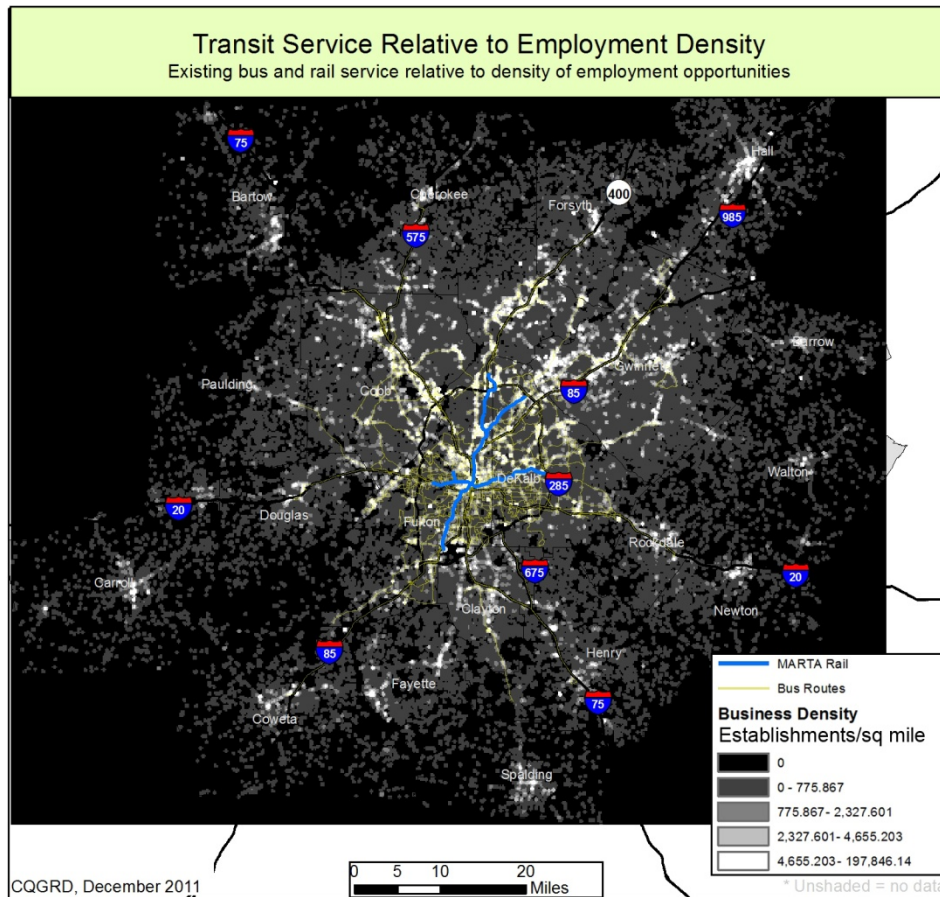 Transit Service Relative to Employment Density
Existing bus and rail service relative to density of employment opportunities
75
Hall
Bartow
Cherokee
400
Forsyth
985
575
Barrow
Gwinnett
Paulding
Cobb
85
Walton
DeKalb
285
20
Douglas
Fulton
Rockdale
Carroll
675
20
Clayton
Newton
85
Henry
Fayette
75
Coweta
Spalding
MARTA Rail
Bus Routes
Business Density
Establishments/sq mile
0
0 - 775.867
775.867- 2,327.601
2,327.601- 4,655.203
4,655.203- 197,846.14
* Unshaded = no data
0 5 10 20
Miles
CQGRD, December 2011